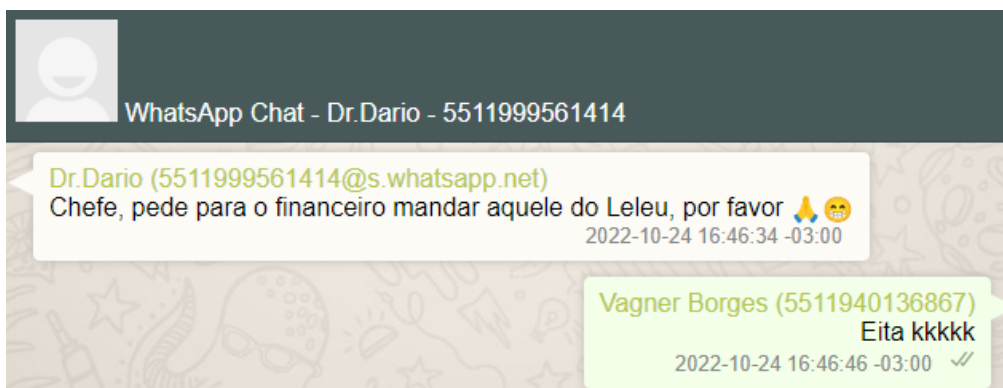 WhatsApp Chat - Dr.Dario - 5511999561414
Dr.Dario (5511999561414@s.whatsapp.net)
Chefe, pede para o financeiro mandar aquele do Leleu, por favor 🙏😁
2022-10-24 16:46:34 -03:00
Vagner Borges (5511940136867)
Eita kkkkk
2022-10-24 16:46:46 -03:00